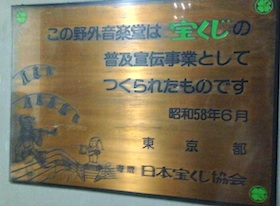 この野外音楽堂は 宝くじの
普及宣伝事業として
つくられたものです
昭和58年6月
東京都
日本宝くじ協会